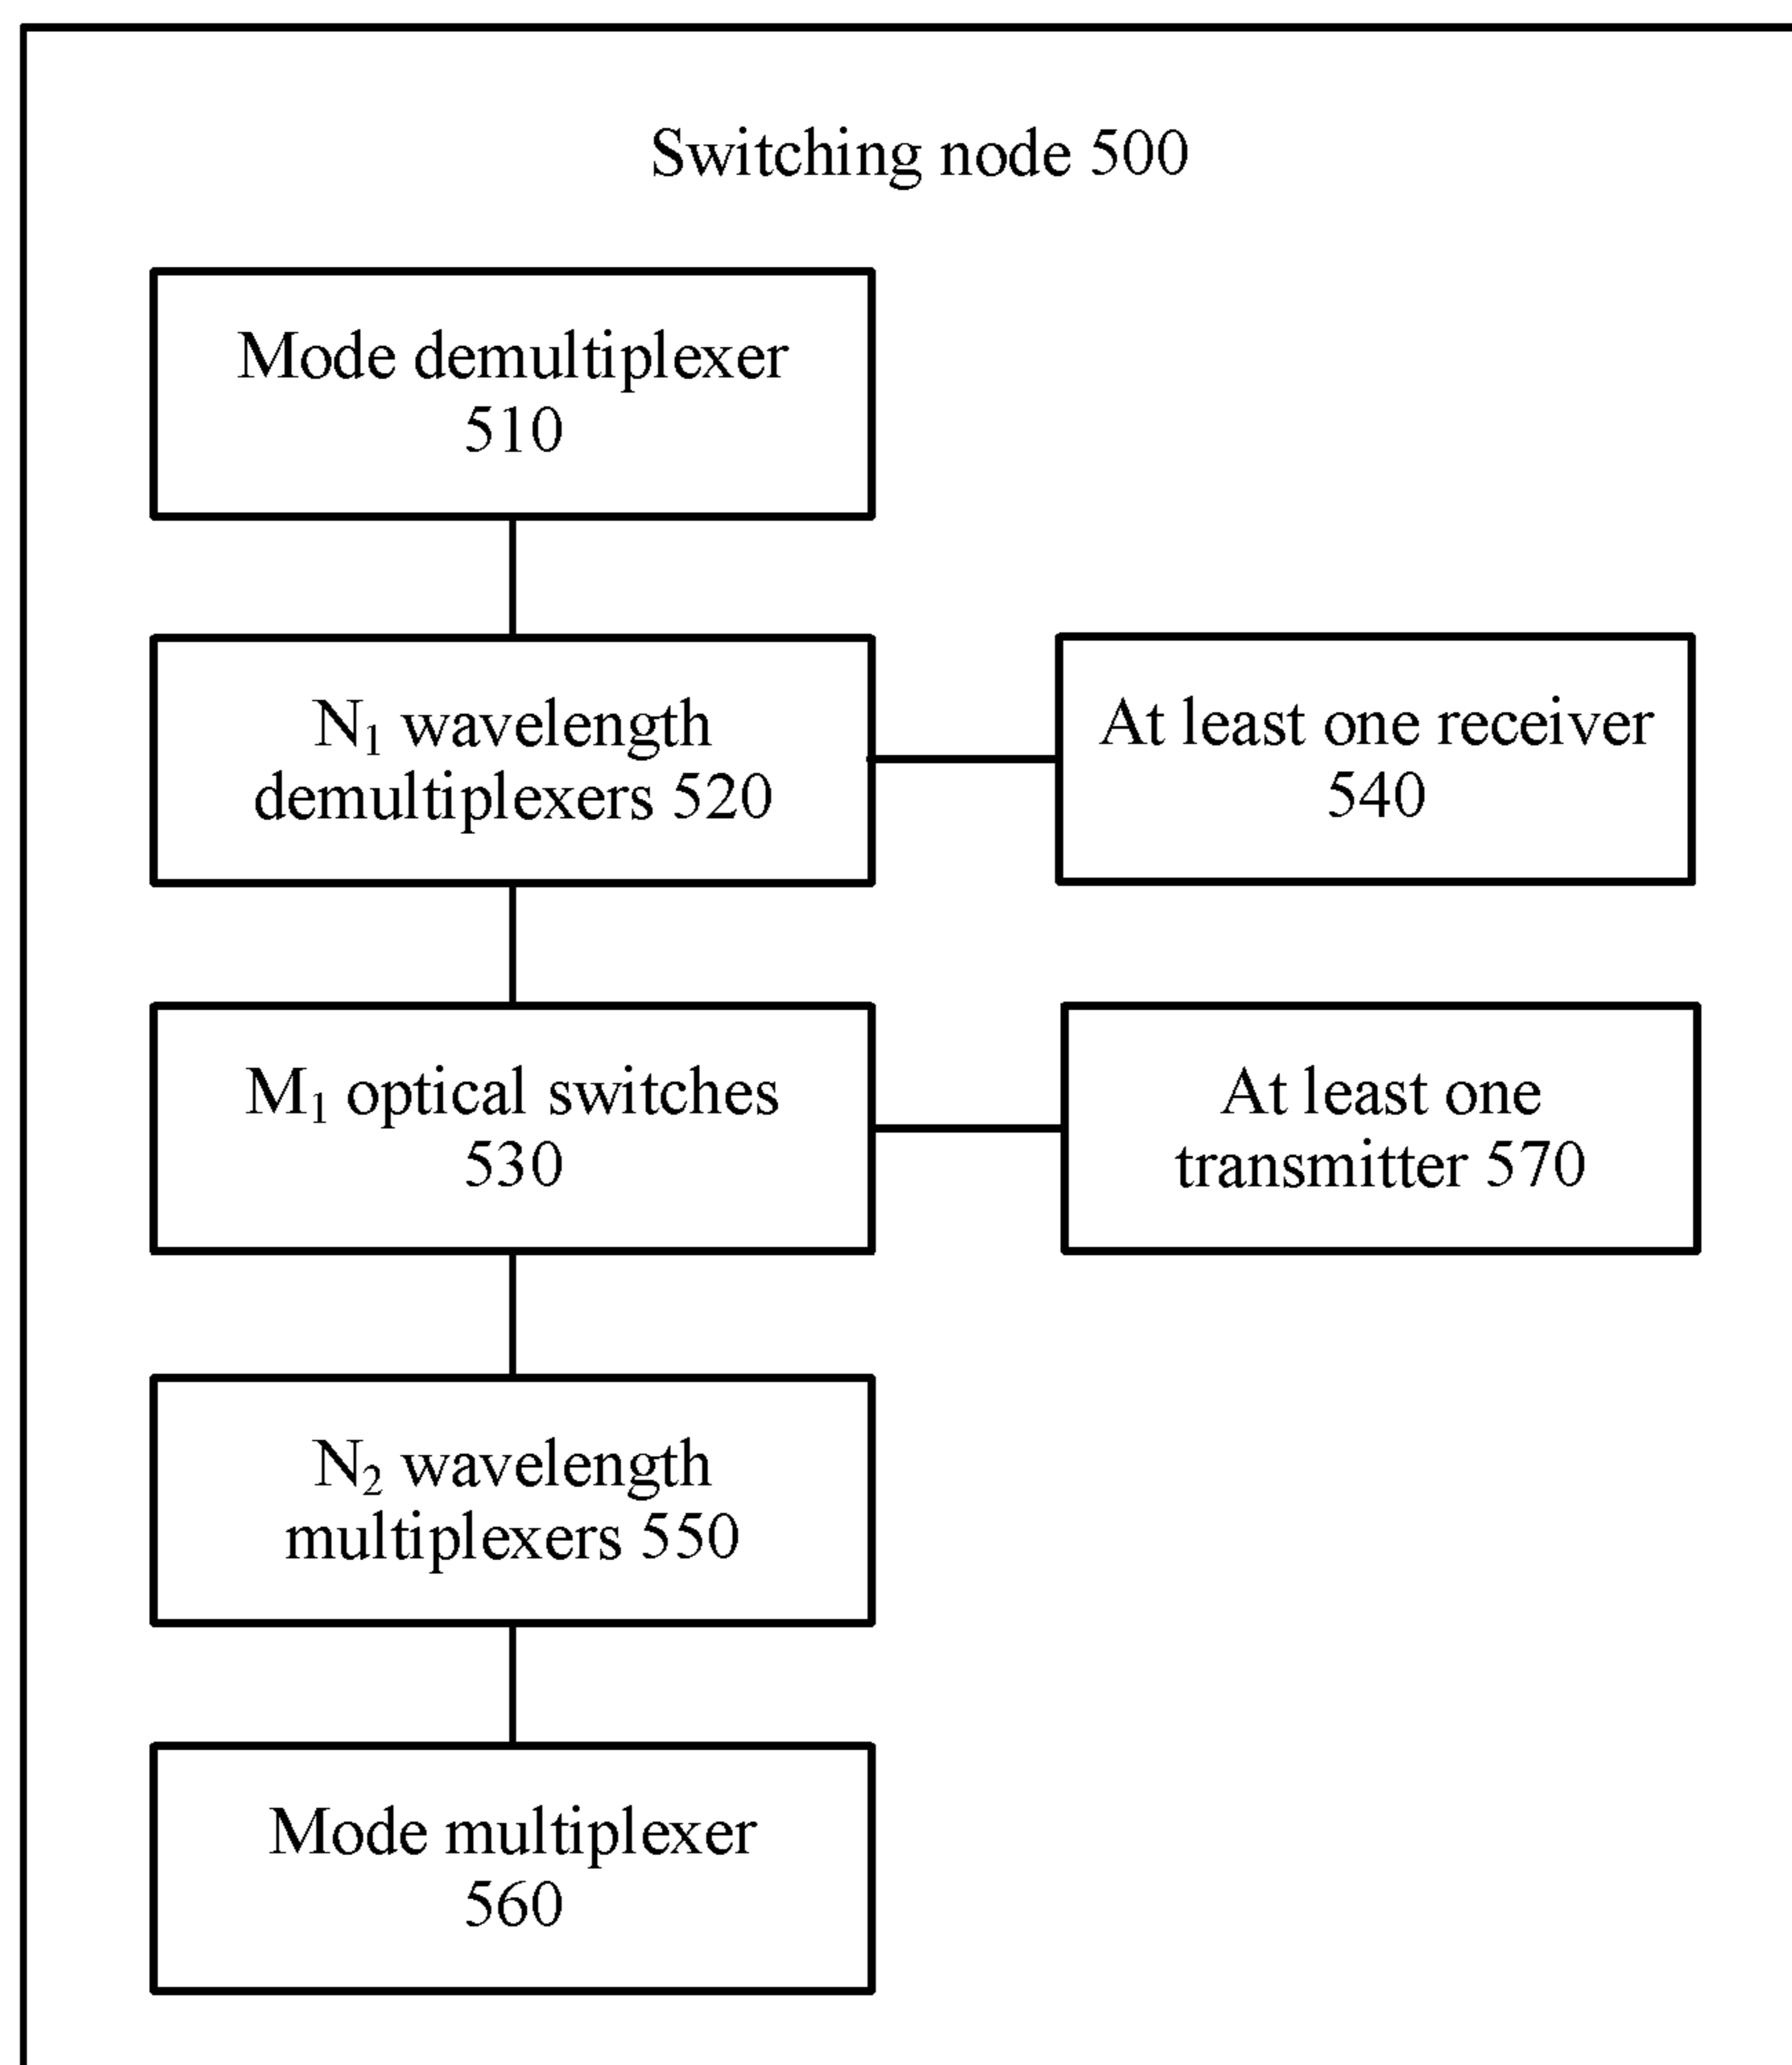 Switching node 500
Mode demultiplexer
510
N₁ wavelength
demultiplexers 520
At least one receiver
540
M₁ optical switches
530
At least one
transmitter 570
N₂ wavelength
multiplexers 550
Mode multiplexer
560